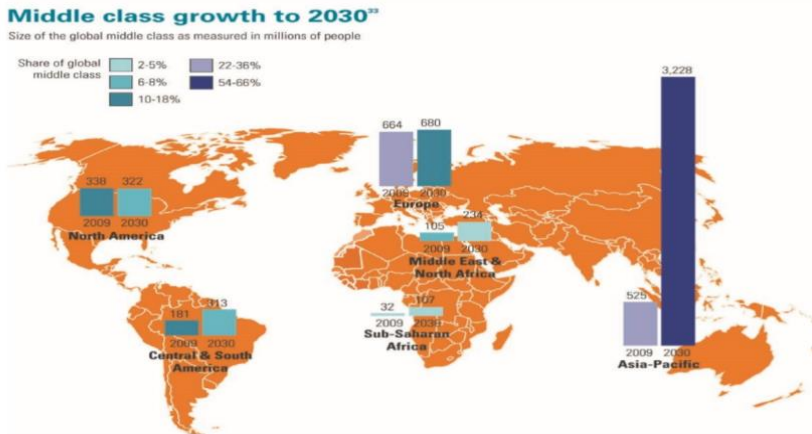 Middle class growth to 2030³³
Size of the global middle class as measured in millions of people
Share of global
middle class
2-5%
6-8%
10-18%
22-36%
54-66%
3,228
664
680
2009
2030
Europe
338
322
2009
2030
North America
105
234
2009
2030
Middle East &
North Africa
181
313
2009
2030
Central & South
America
32
107
2009
2030
Sub-Saharan
Africa
525
2009
2030
Asia-Pacific